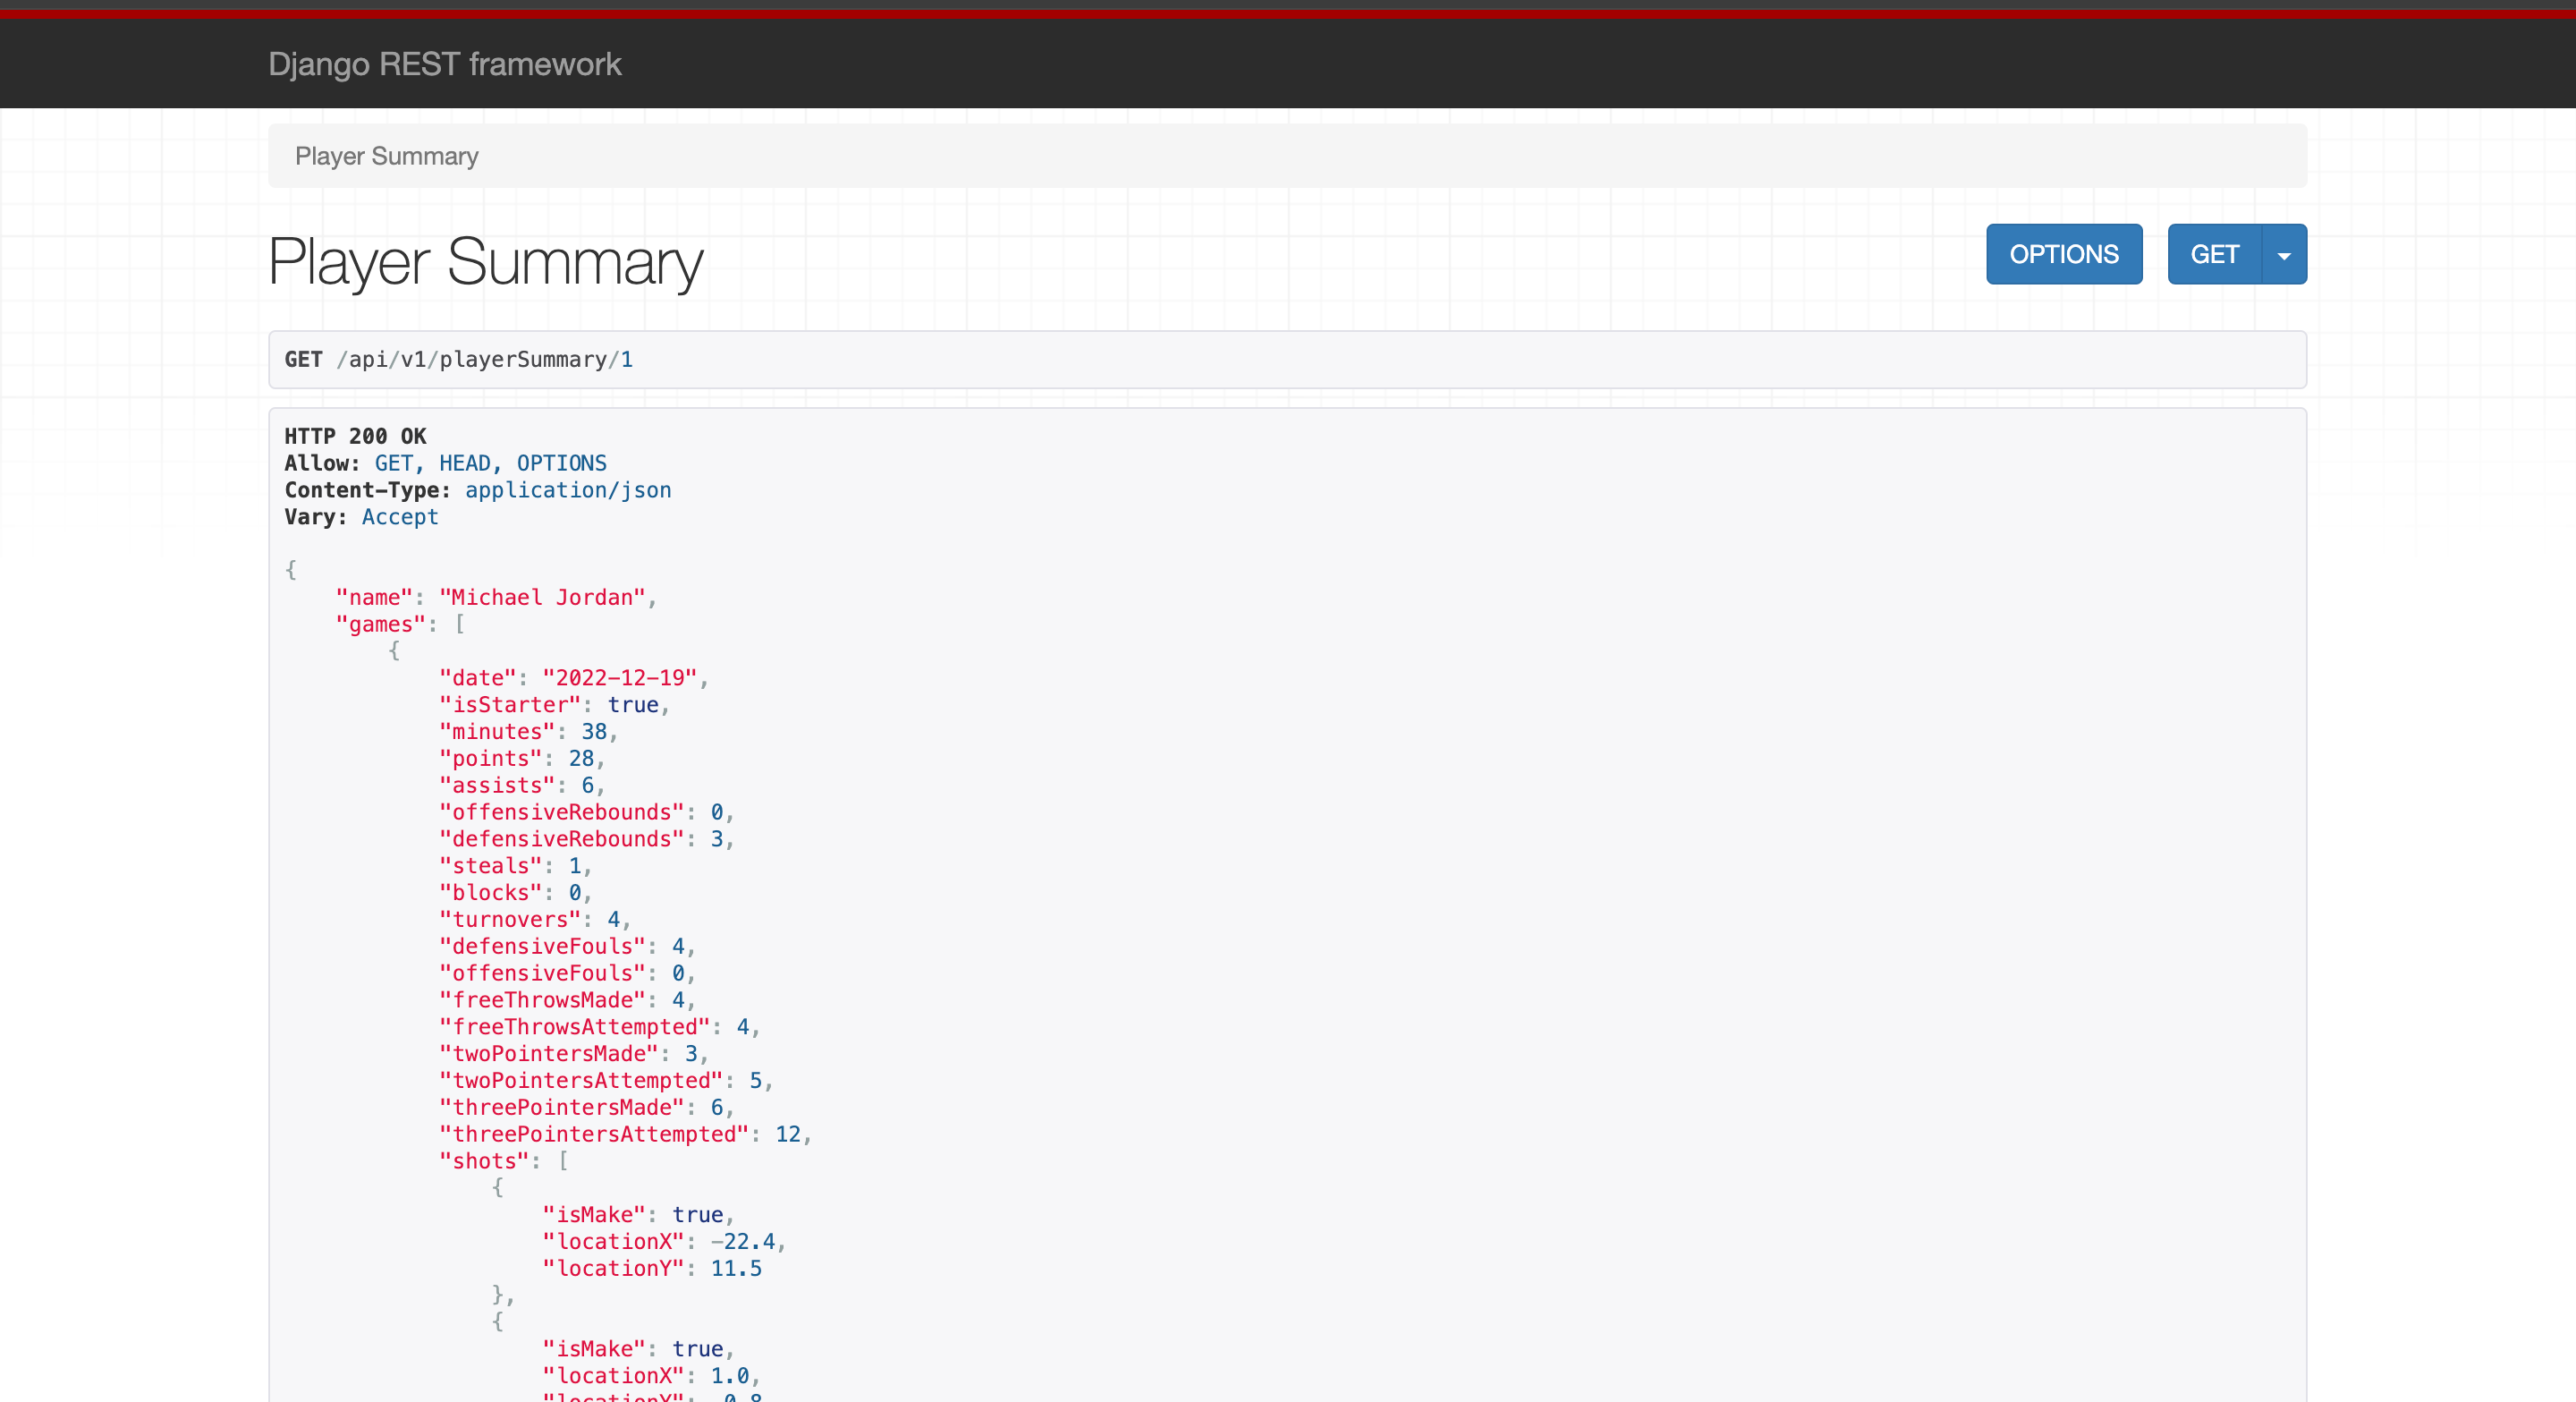 Django REST framework
Player Summary
Player Summary
OPTIONS
GET
GET /api/v1/playerSummary/1
HTTP 200 OK
Allow: GET, HEAD, OPTIONS
Content-Type: application/json
Vary: Accept
{
"name": "Michael Jordan",
"games": [
{
"date": "2022-12-19",
"isStarter": true,
"minutes": 38,
"points": 28,
"assists": 6,
"offensiveRebounds": 0,
"defensiveRebounds": 3,
"steals": 1,
"blocks": 0,
"turnovers": 4,
"defensiveFouls": 4,
"offensiveFouls": 0,
"freeThrowsMade": 4,
"freeThrowsAttempted": 4,
"twoPointersMade": 3,
"twoPointersAttempted": 5,
"threePointersMade": 6,
"threePointersAttempted": 12,
"shots": [
{
"isMake": true,
"locationX": -22.4,
"locationY": 11.5
},
{
"isMake": true,
"locationX": 1.0,
"locationY":